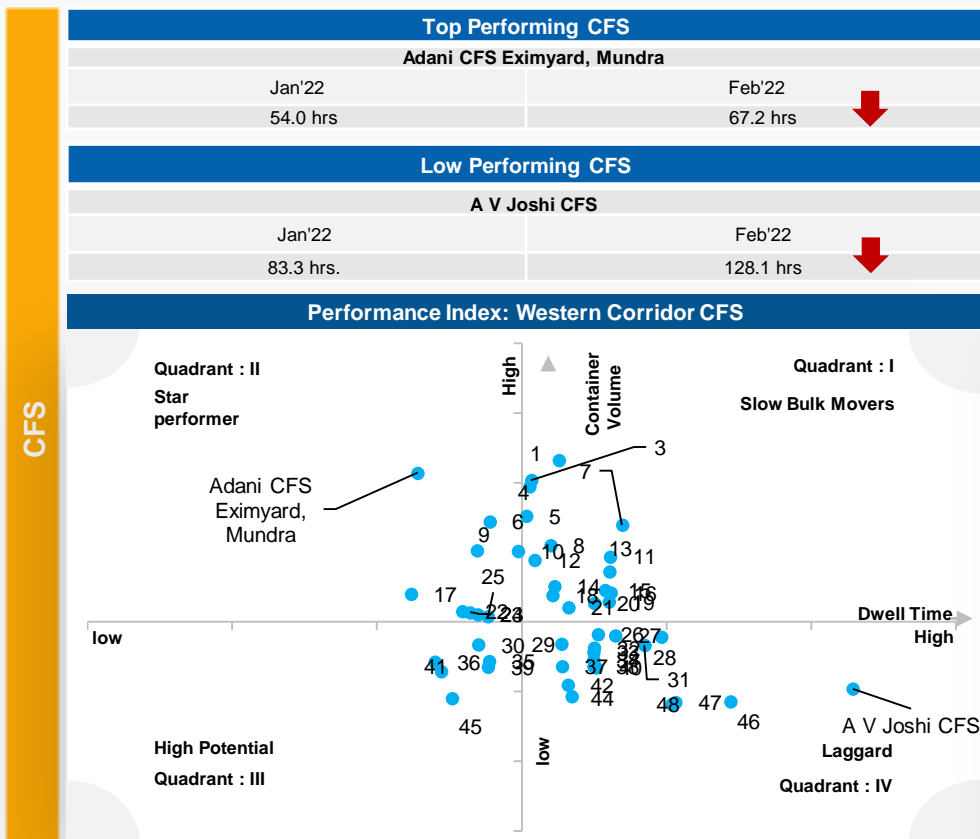 CFS
Top Performing CFS
Adani CFS Eximyard, Mundra
Jan'22 Feb'22
54.0 hrs 67.2 hrs
Low Performing CFS
A V Joshi CFS
Jan'22 Feb'22
83.3 hrs. 128.1 hrs
Performance Index: Western Corridor CFS
Quadrant : II
Star
performer
High
Container
Volume
Quadrant : I
Slow Bulk Movers
1
3
7
4
Adani CFS
Eximyard,
Mundra
6 5
9
10 8
12
13 11
25
17
14
15
16
18
20
19
21
22
23
Dwell Time
low
High
26
27
30
29
28
41
36
35
39
37
40
31
42
44
45
48
47
46
A V Joshi CFS
High Potential
Quadrant : III
low
Laggard
Quadrant : IV